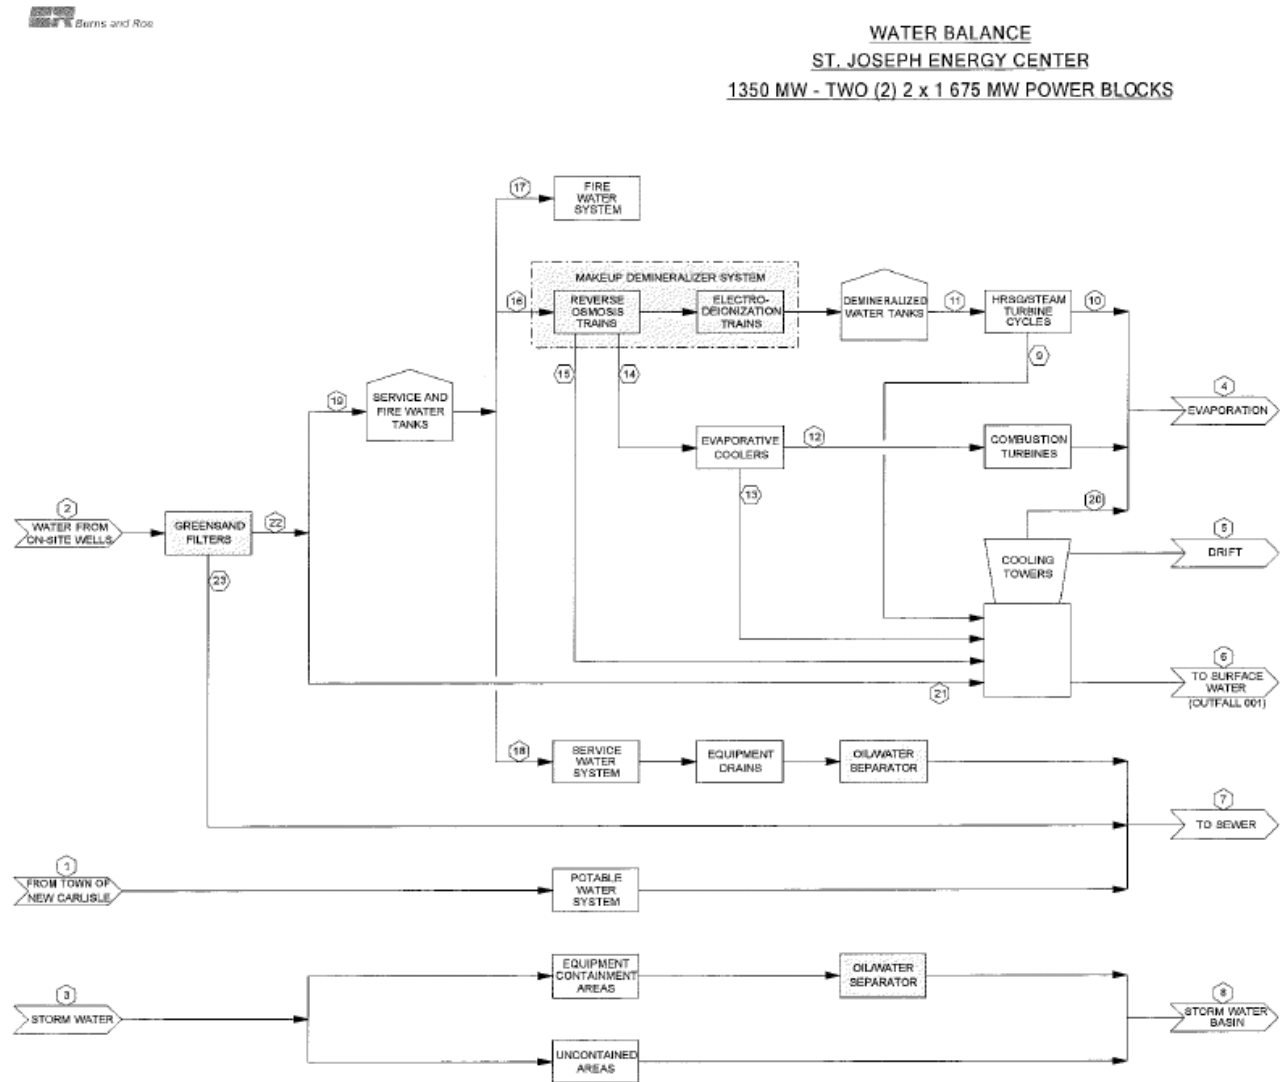 Burns and Roe
WATER BALANCE
ST. JOSEPH ENERGY CENTER
1350 MW - TWO (2) 2 x 1 675 MW POWER BLOCKS
17
FIRE
WATER
SYSTEM
MAKEUP DEMINERALIZER SYSTEM
16
REVERSE
OSMOSIS
TRAINS
ELECTRO-
DEIONIZATION
TRAINS
DEMINERALIZED
WATER TANKS
11
HRSG/STEAM
TURBINE
CYCLES
10
9
15
14
4
EVAPORATION
19
SERVICE AND
FIRE WATER
TANKS
EVAPORATIVE
COOLERS
12
COMBUSTION
TURBINES
13
20
2
WATER FROM
ON-SITE WELLS
GREENSAND
FILTERS
22
23
COOLING
TOWERS
5
DRIFT
6
TO SURFACE
WATER
(OUTFALL 001)
21
18
SERVICE
WATER
SYSTEM
EQUIPMENT
DRAINS
OIL/WATER
SEPARATOR
7
TO SEWER
1
FROM TOWN OF
NEW CARLISLE
POTABLE
WATER
SYSTEM
3
STORM WATER
EQUIPMENT
CONTAINMENT
AREAS
OIL/WATER
SEPARATOR
8
STORM WATER
BASIN
UNCONTAINED
AREAS